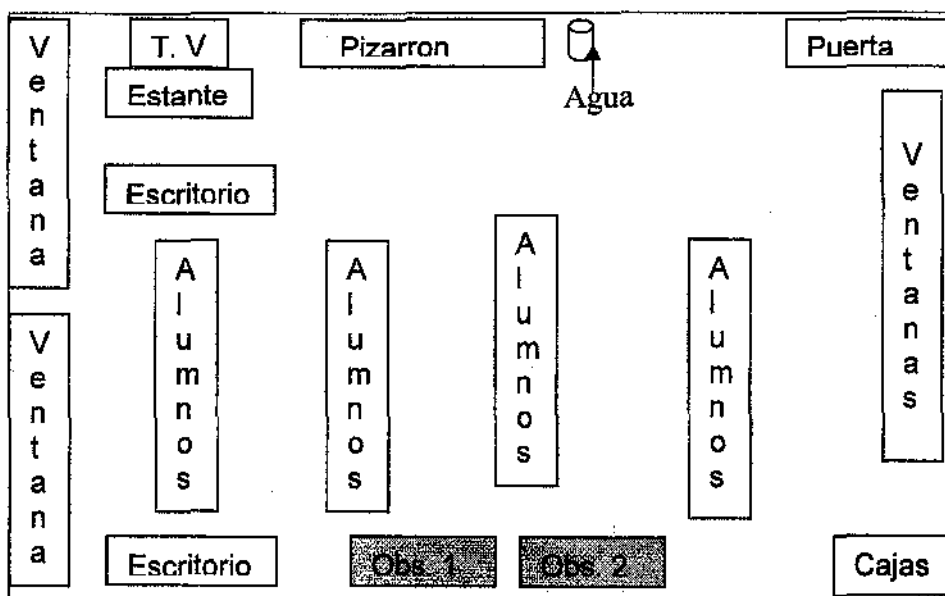 Ventana
T. V
Pizarron
Puerta
Estante
Agua
Ventanas
Escritorio
Alumnos
Alumnos
Alumnos
Alumnos
Ventana
Escritorio
Obs. 1
Obs. 2
Cajas